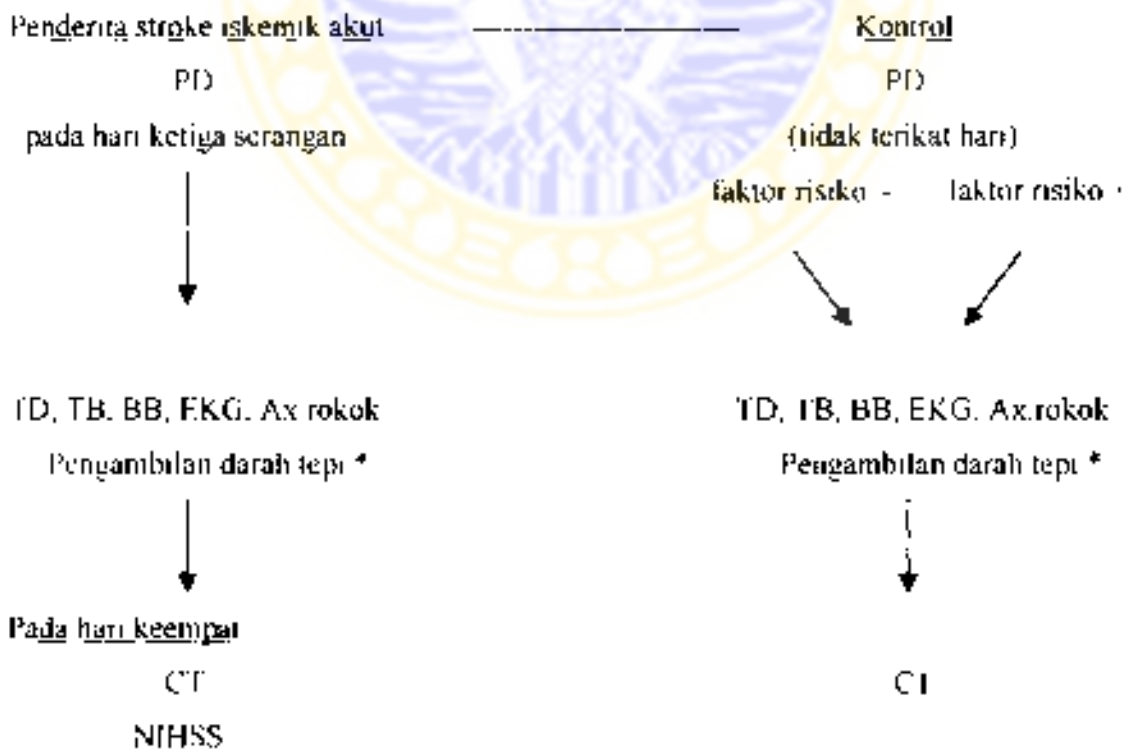 Penderita stroke iskemik akut
PD
pada hari ketiga serangan
TD, TB. BB, EKG. Ax rokok
Pengambilan darah tepi *
Pada hari keempat
CT
NIHSS
Kontrol
PD
(tidak terikat hari)
faktor risiko -
faktor risiko
TD, TB, BB, EKG. Ax.rokok
Pengambilan darah tepi *
CT